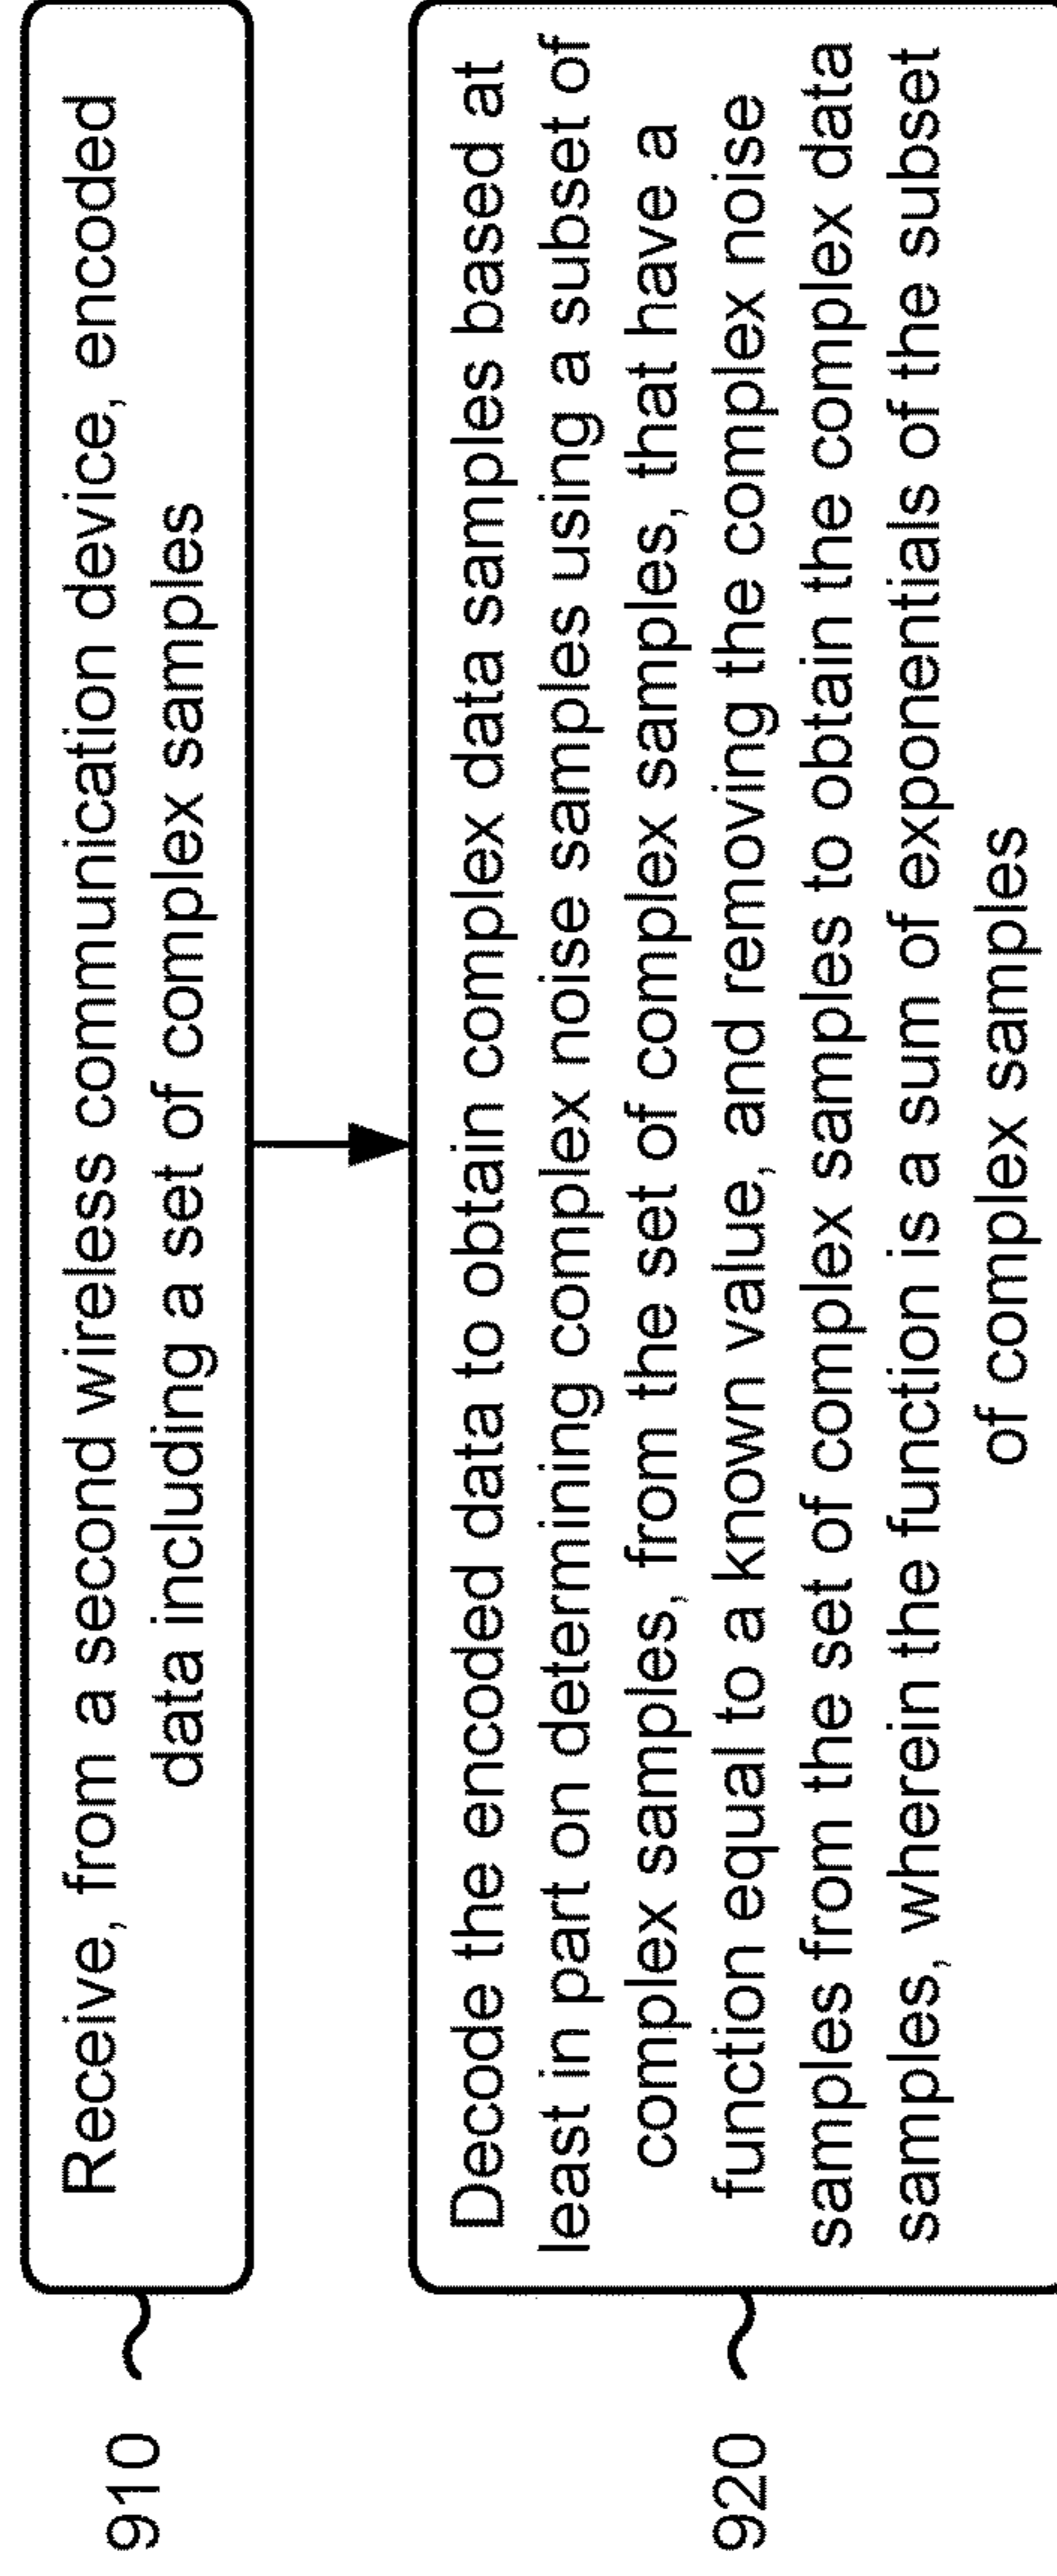 910
Receive, from a second wireless communication device, encoded
data including a set of complex samples
920
Decode the encoded data to obtain complex data samples based at
least in part on determining complex noise samples using a subset of
complex samples, from the set of complex samples, that have a
function equal to a known value, and removing the complex noise
samples from the set of complex samples to obtain the complex data
samples, wherein the function is a sum of exponentials of the subset
of complex samples